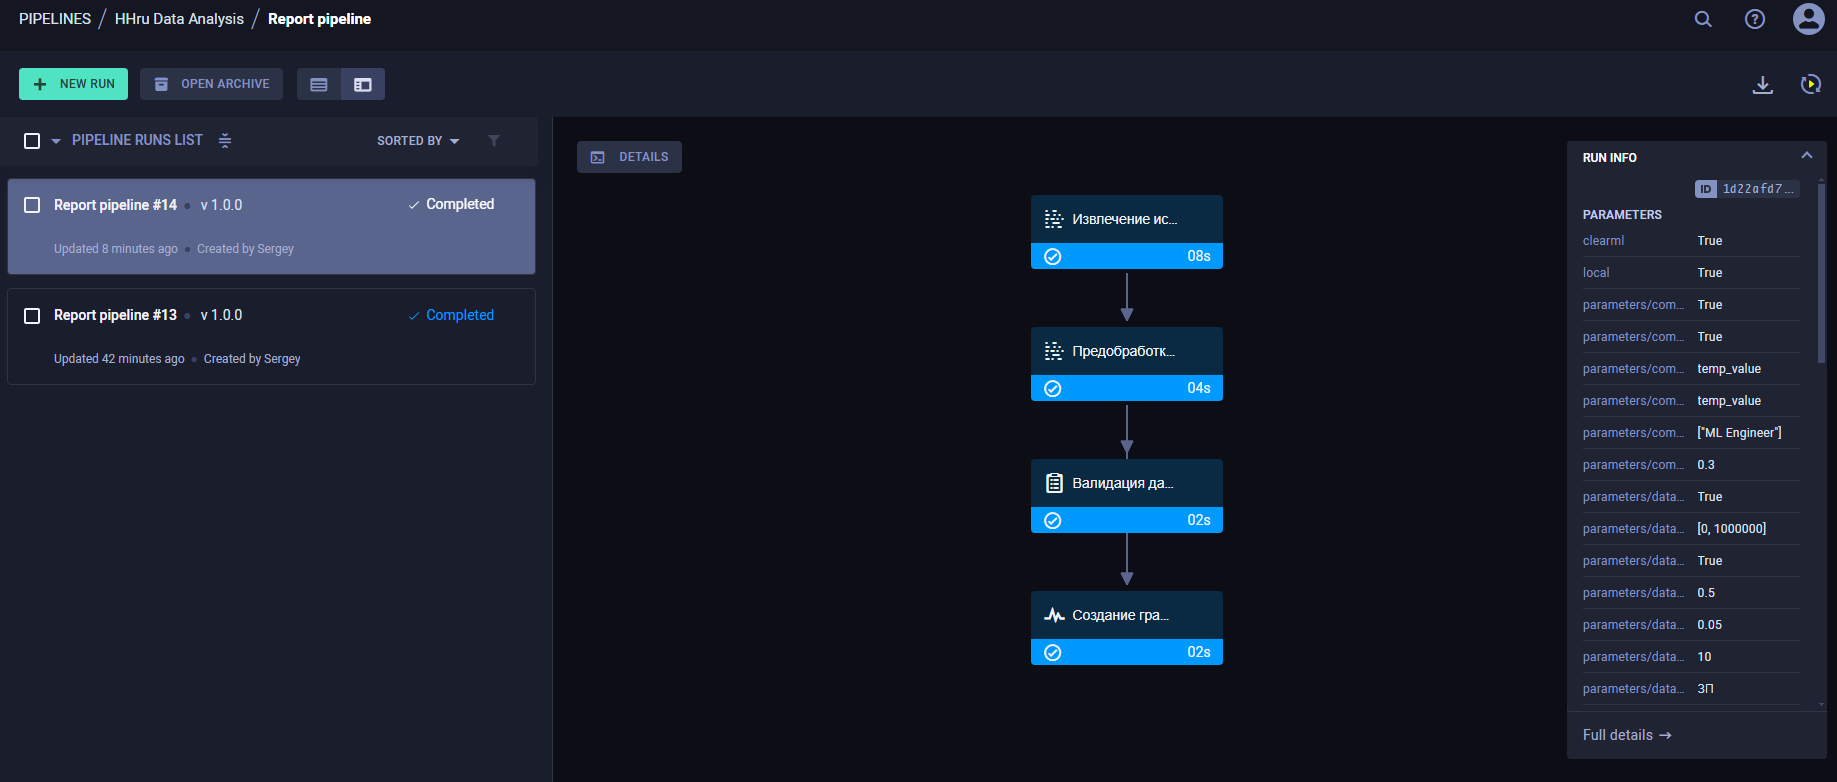 PIPELINES / HHru Data Analysis / Report pipeline
NEW RUN
OPEN ARCHIVE
PIPELINE RUNS LIST
SORTED BY
Report pipeline #14 • v 1.0.0
Completed
Updated 8 minutes ago • Created by Sergey
Report pipeline #13 • v 1.0.0
Completed
Updated 42 minutes ago • Created by Sergey
DETAILS
Извлечение ис...
08s
Предобработк...
04s
Валидация да...
02s
Создание гра...
02s
RUN INFO
ID 1d22afd7...
PARAMETERS
clearml True
local True
parameters/com... True
parameters/com... True
parameters/com... temp_value
parameters/com... temp_value
parameters/com... ["ML Engineer"]
parameters/com... 0.3
parameters/data... True
parameters/data... [0, 1000000]
parameters/data... True
parameters/data... 0.5
parameters/data... 0.05
parameters/data... 10
parameters/data... ЗП
Full details →